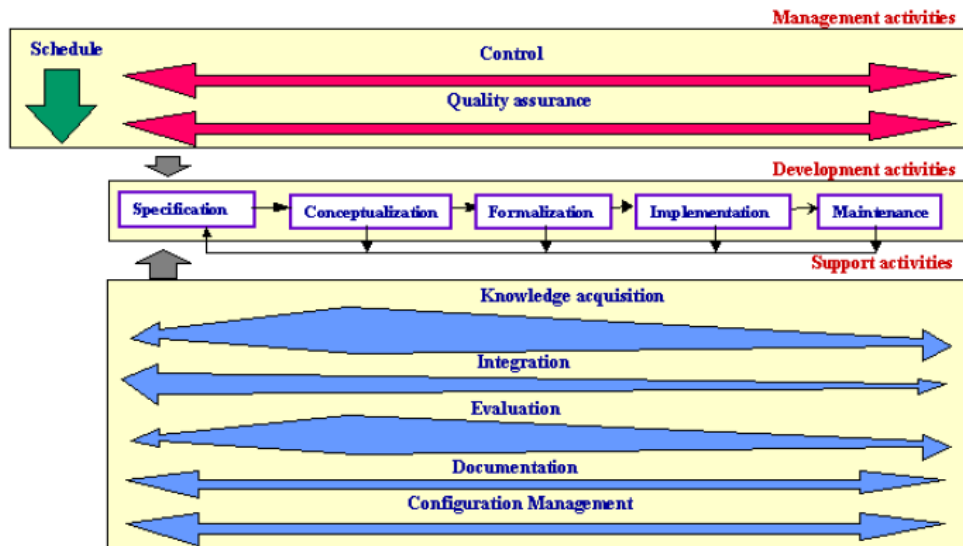 Management activities
Schedule
Control
Quality assurance
Development activities
Specification
Conceptualization
Formalization
Implementation
Maintenance
Support activities
Knowledge acquisition
Integration
Evaluation
Documentation
Configuration Management